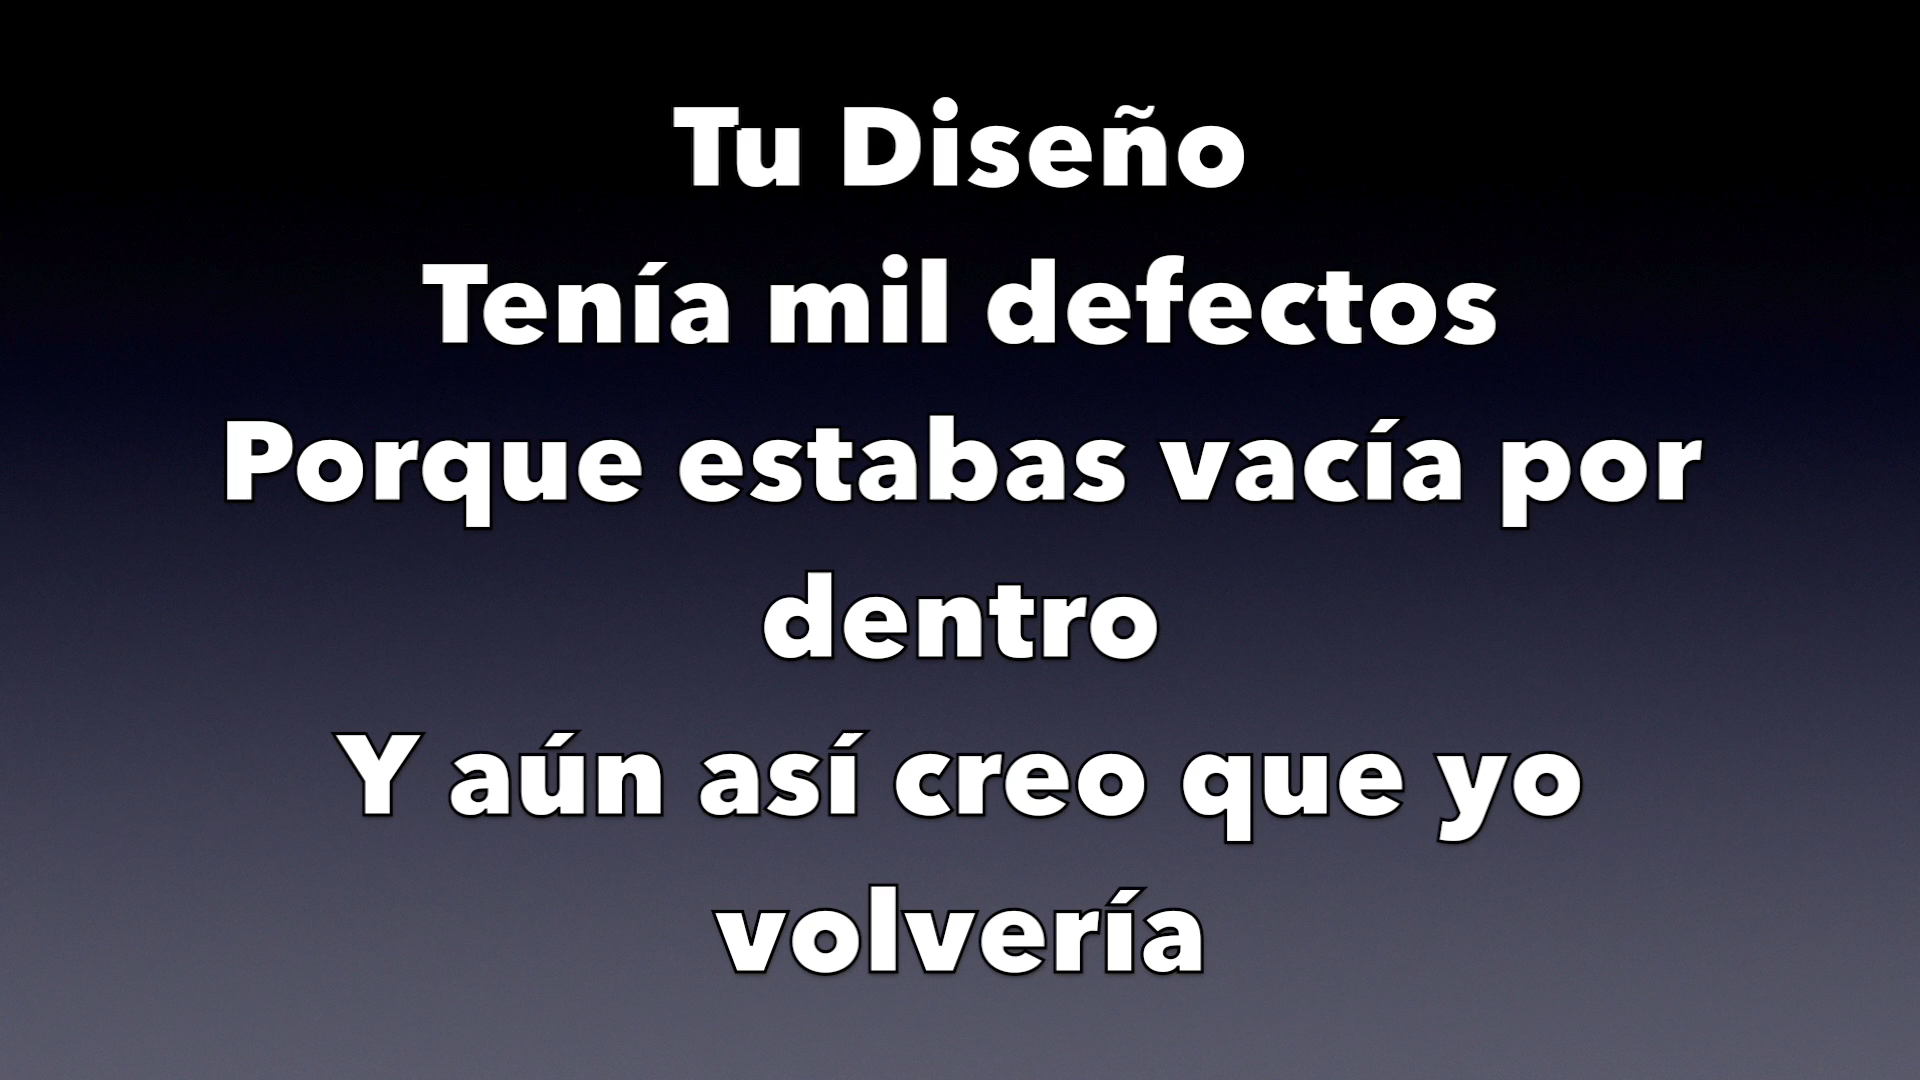 Tu Diseño
Tenía mil defectos
Porque estabas vacía por
dentro
Y aún así creo que yo
volvería